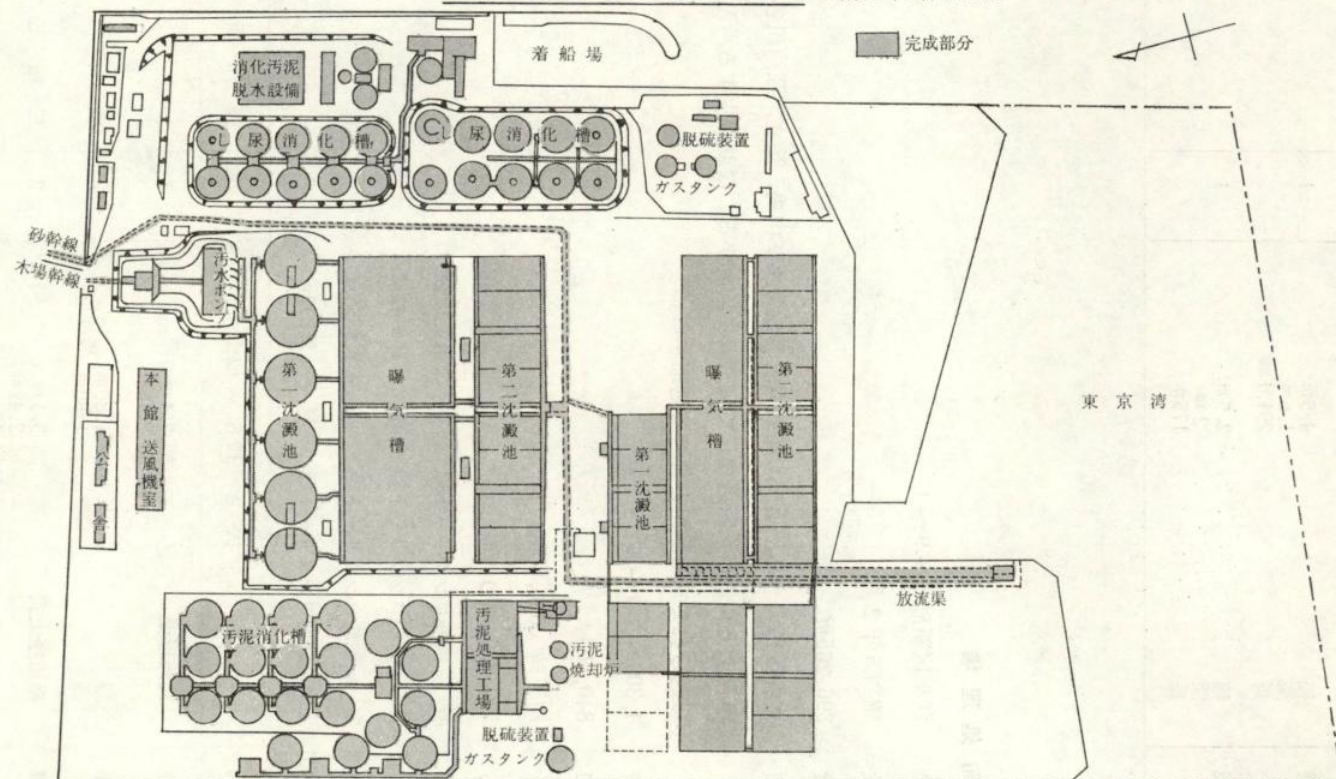 完成部分
着船場
消化汚泥
脱水設備
し尿消化槽
し尿消化槽
脱硫装置
ガスタンク
砂幹線
木場幹線
汚水ポンプ
本館 送風機室
第一沈澱池
曝気槽
第二沈澱池
第一沈澱池
曝気槽
第二沈澱池
東京湾
公舎
放流渠
汚泥消化槽
汚泥処理工場
汚泥
焼却炉
脱硫装置
ガスタンク